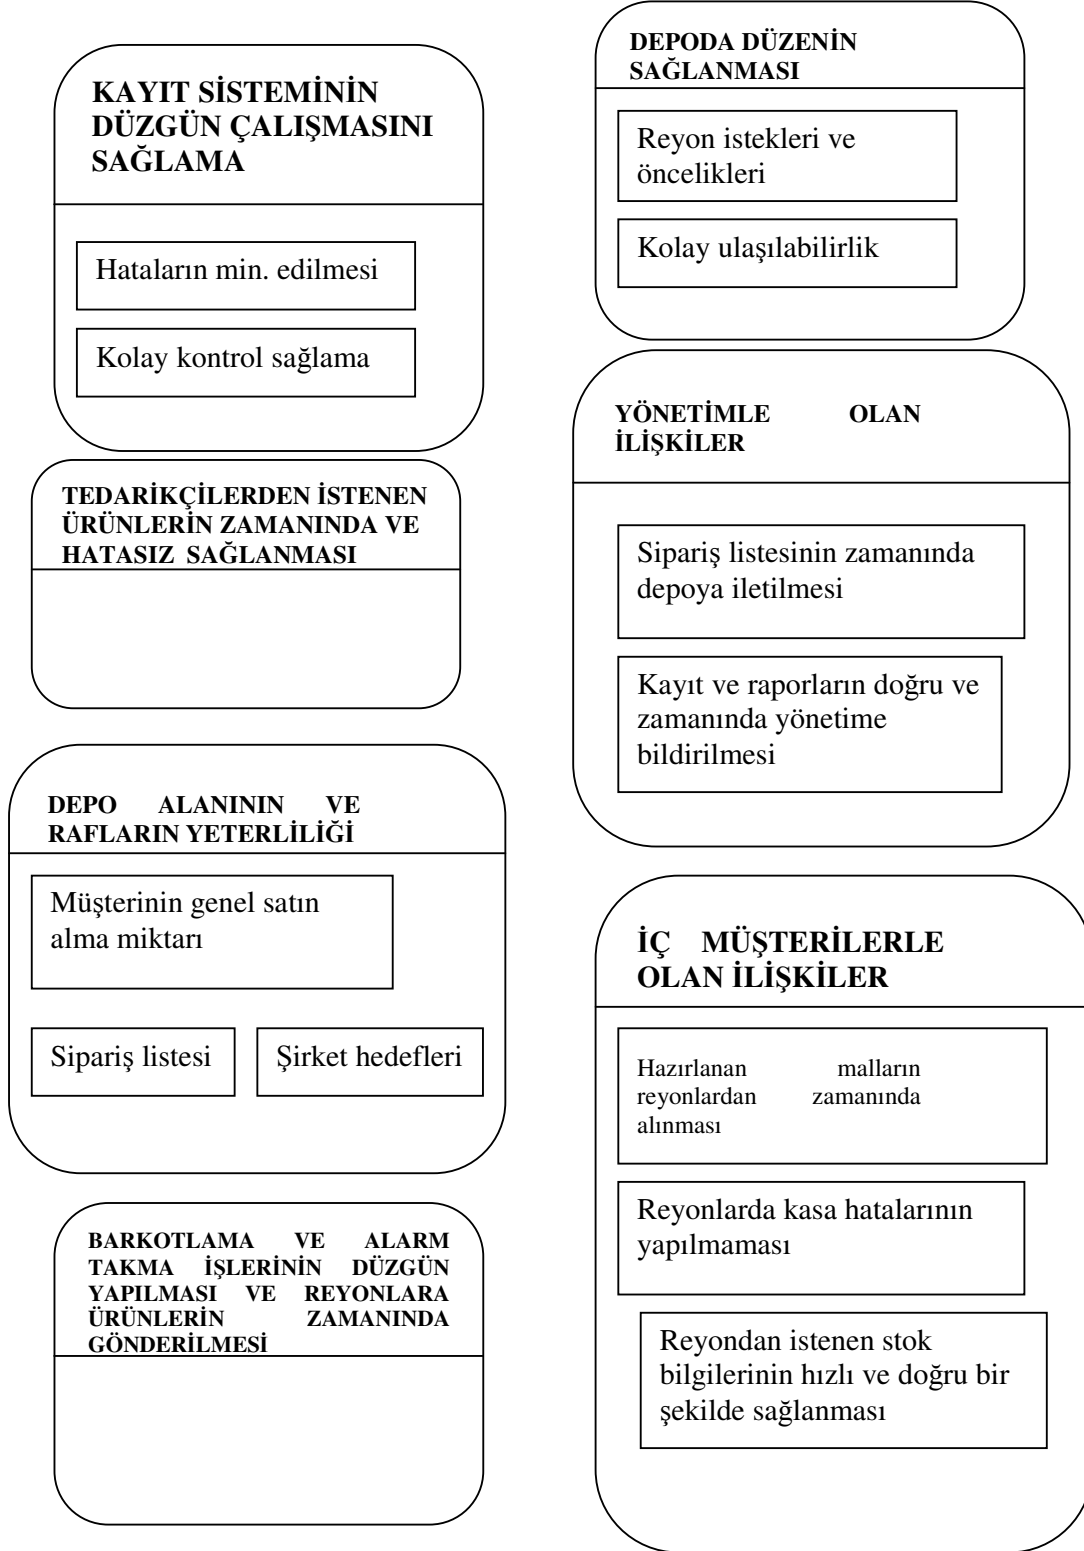 KAYIT SİSTEMİNİN
DÜZGÜN ÇALIŞMASINI
SAĞLAMA
Hataların min. edilmesi
Kolay kontrol sağlama
TEDARİKÇİLERDEN İSTENEN
ÜRÜNLERİN ZAMANINDA VE
HATASIZ SAĞLANMASI
DEPO ALANININ VE
RAFLARIN YETERLİLİĞİ
Müşterinin genel satın
alma miktarı
Sipariş listesi
Şirket hedefleri
BARKOTLAMA VE ALARM
TAKMA İŞLERİNİN DÜZGÜN
YAPILMASI VE REYONLARA
ÜRÜNLERİN ZAMANINDA
GÖNDERİLMESİ
DEPODA DÜZENİN
SAĞLANMASI
Reyon istekleri ve
öncelikleri
Kolay ulaşılabilirlik
YÖNETİMLE OLAN
İLİŞKİLER
Sipariş listesinin zamanında
depoya iletilmesi
Kayıt ve raporların doğru ve
zamanında yönetime
bildirilmesi
İÇ MÜŞTERİLERLE
OLAN İLİŞKİLER
Hazırlanan malların
reyonlardan zamanında
alınması
Reyonlarda kasa hatalarının
yapılmaması
Reyondan istenen stok
bilgilerinin hızlı ve doğru bir
şekilde sağlanması